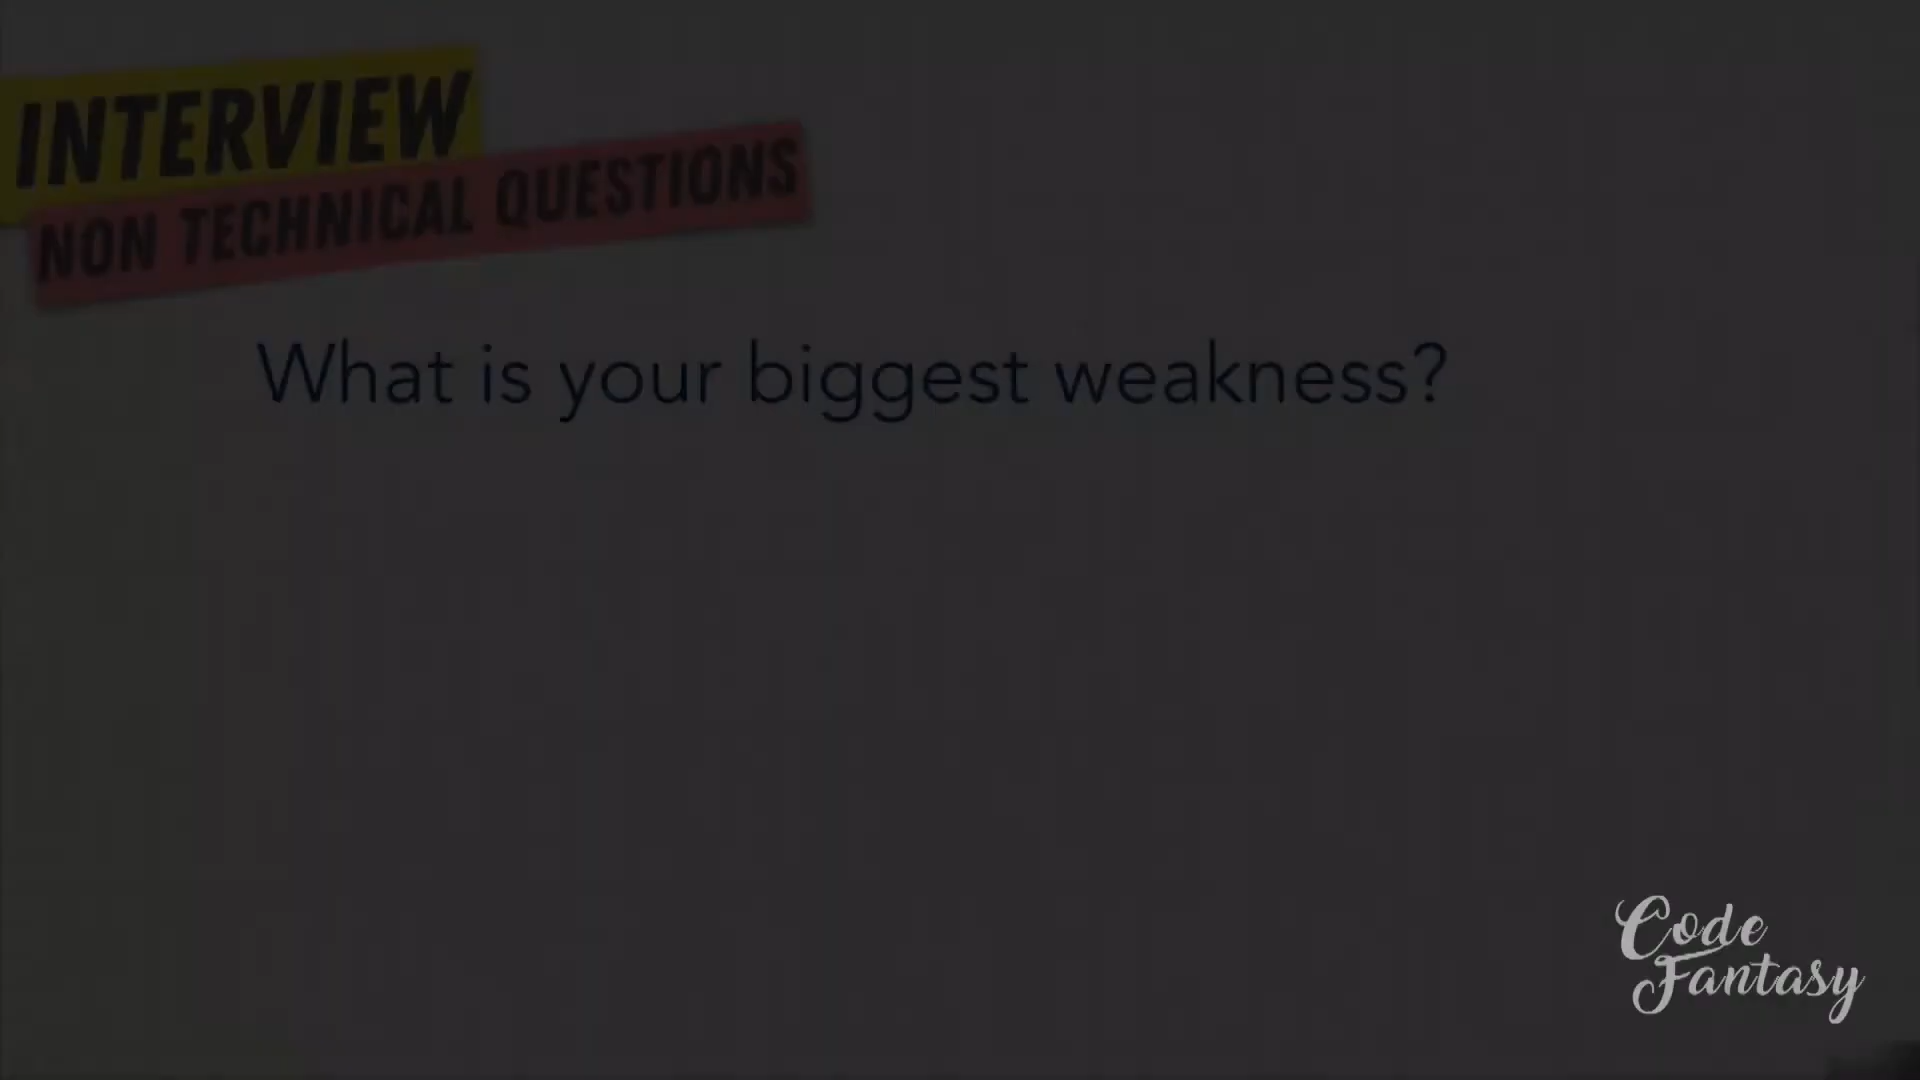 INTERVIEW
NON TECHNICAL QUESTIONS
What is your biggest weakness?
Code
Fantasy